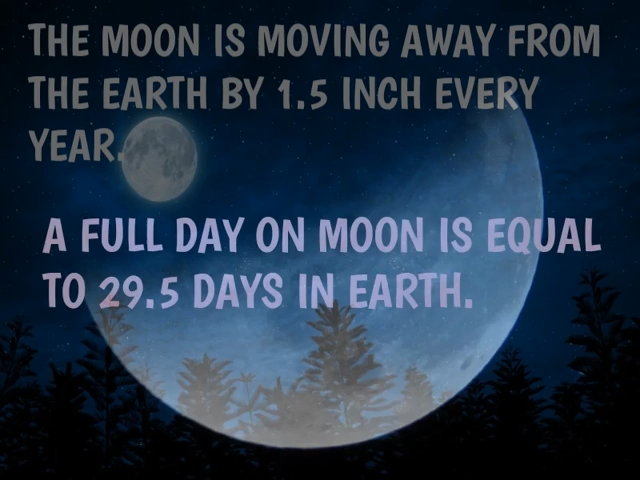 THE MOON IS MOVING AWAY FROM
THE EARTH BY 1.5 INCH EVERY
YEAR.
A FULL DAY ON MOON IS EQUAL
TO 29.5 DAYS IN EARTH.